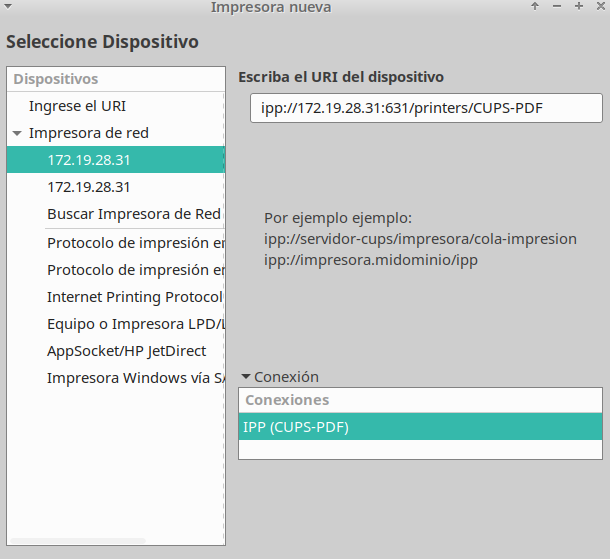 Impresora nueva
Seleccione Dispositivo
Dispositivos
Ingrese el URI
Impresora de red
172.19.28.31
172.19.28.31
Buscar Impresora de Red
Protocolo de impresión en
Protocolo de impresión en
Internet Printing Protocol
Equipo o Impresora LPD/L
AppSocket/HP JetDirect
Impresora Windows vía SA
Escriba el URI del dispositivo
ipp://172.19.28.31:631/printers/CUPS-PDF
Por ejemplo ejemplo:
ipp://servidor-cups/impresora/cola-impresion
ipp://impresora.midominio/ipp
Conexión
Conexiones
IPP (CUPS-PDF)